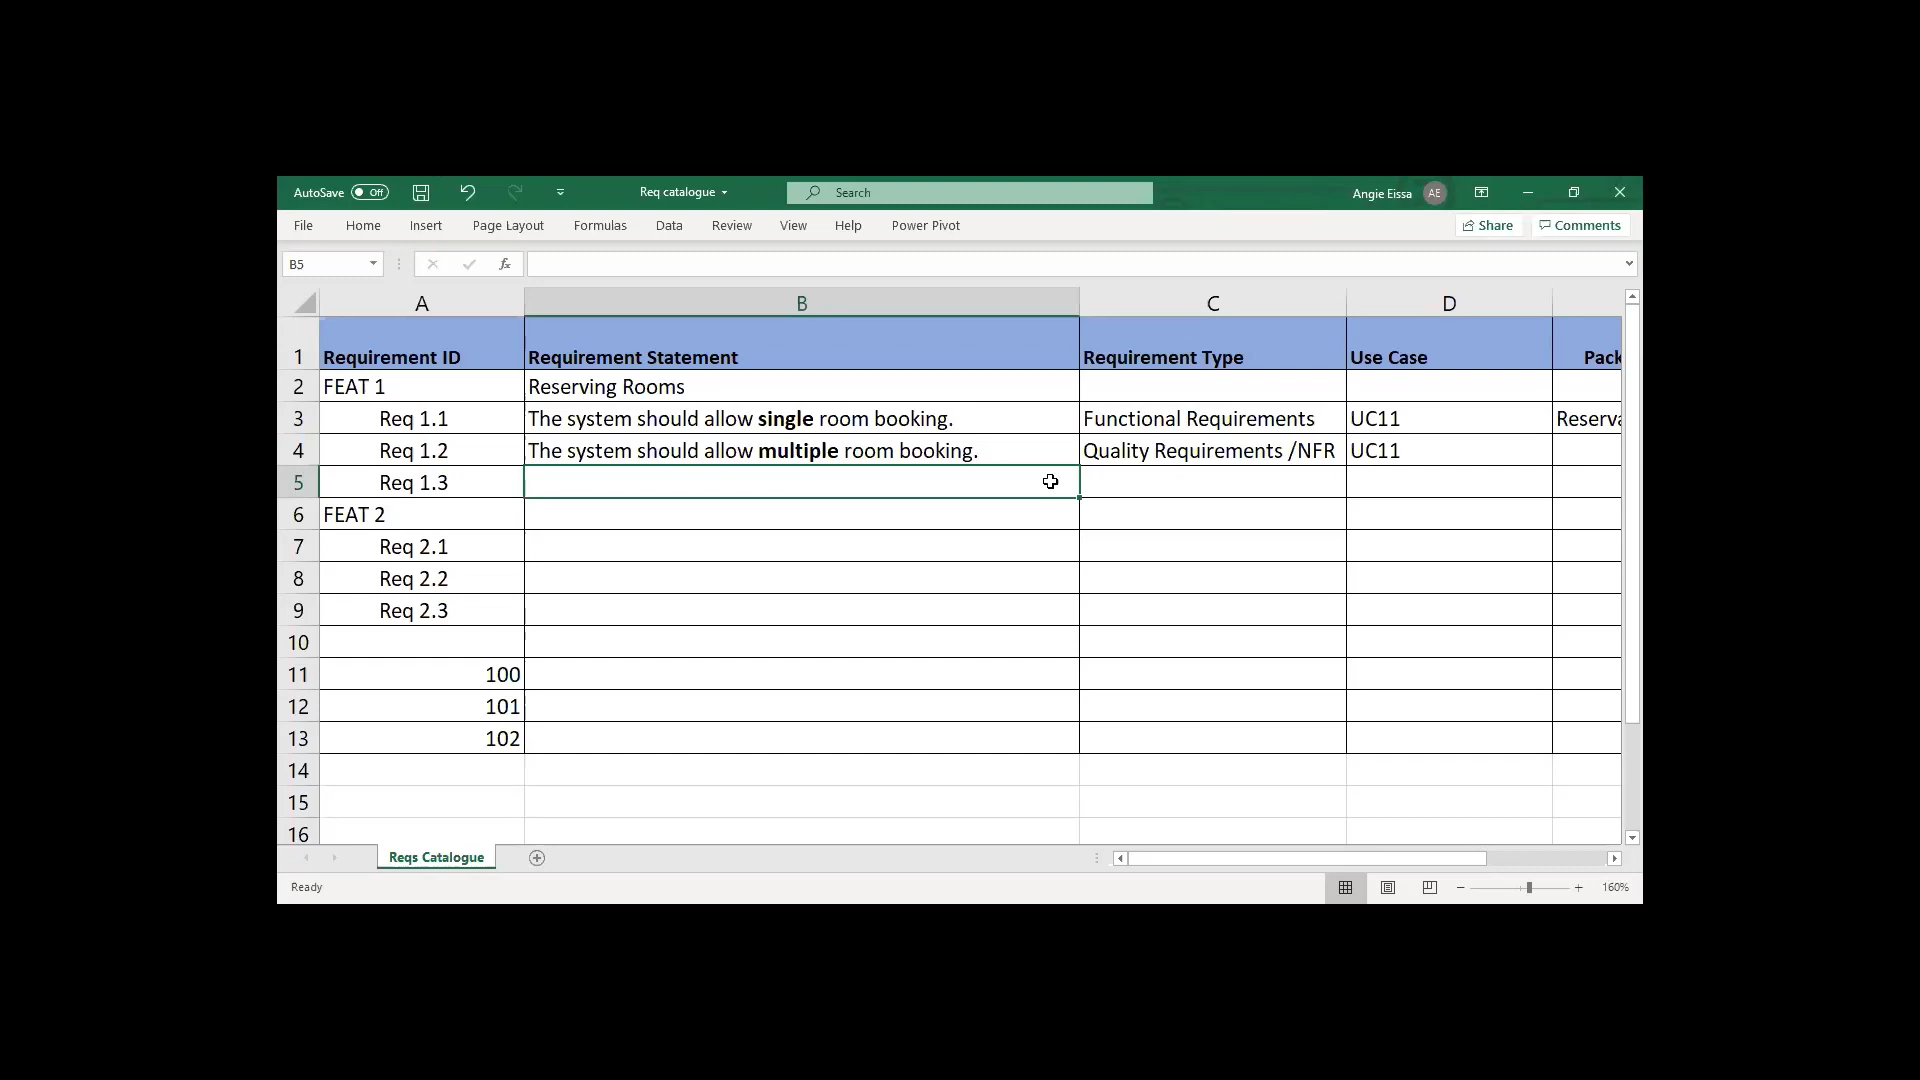 AutoSave Off Req catalogue Search Angie Eissa AE
File Home Insert Page Layout Formulas Data Review View Help Power Pivot Share Comments
B5 fx
A B C D
1 Requirement ID Requirement Statement Requirement Type Use Case Pack
2 FEAT 1 Reserving Rooms
3 Req 1.1 The system should allow single room booking. Functional Requirements UC11 Reserva
4 Req 1.2 The system should allow multiple room booking. Quality Requirements /NFR UC11
5 Req 1.3
6 FEAT 2
7 Req 2.1
8 Req 2.2
9 Req 2.3
10
11 100
12 101
13 102
14
15
16
Reqs Catalogue
Ready 160%